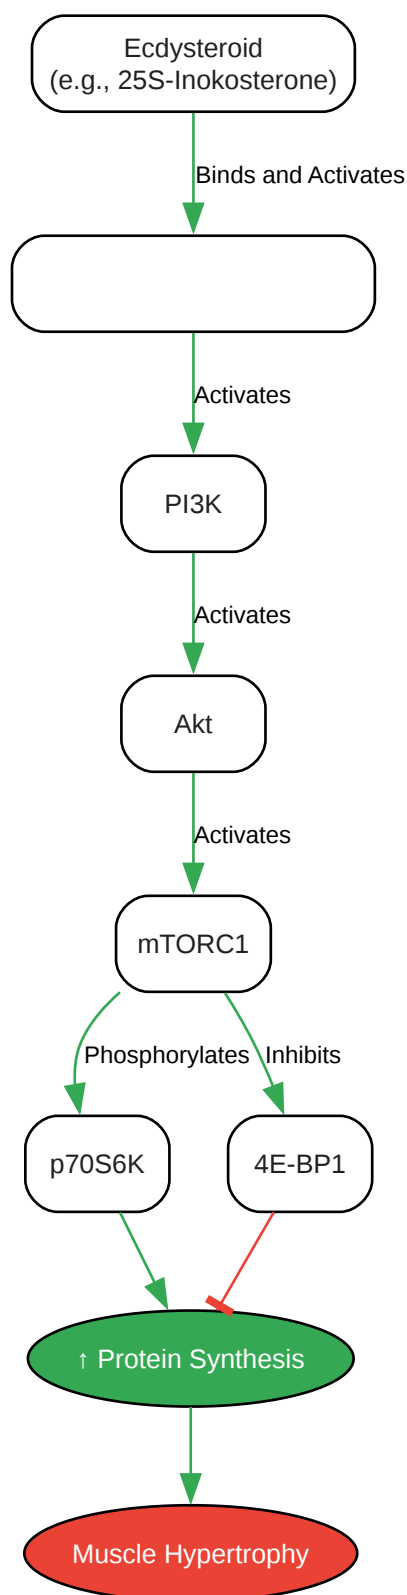 Ecdysteroid
(e.g., 25S-Inokosterone)
Binds and Activates
Activates
PI3K
Activates
Akt
Activates
mTORC1
Phosphorylates
Inhibits
p70S6K
4E-BP1
↑ Protein Synthesis
Muscle Hypertrophy